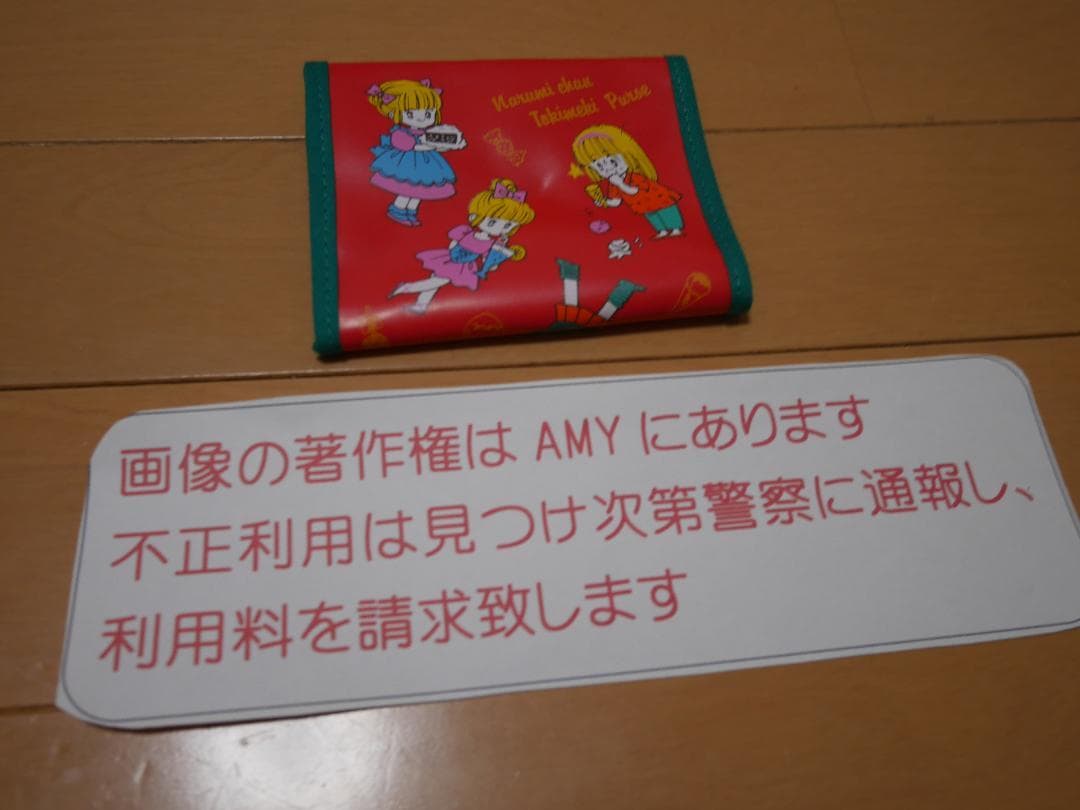 Narumi chan
Tokimeki Purse
画像の著作権は AMY にあります
不正利用は見つけ次第警察に通報し、
利用料を請求致します